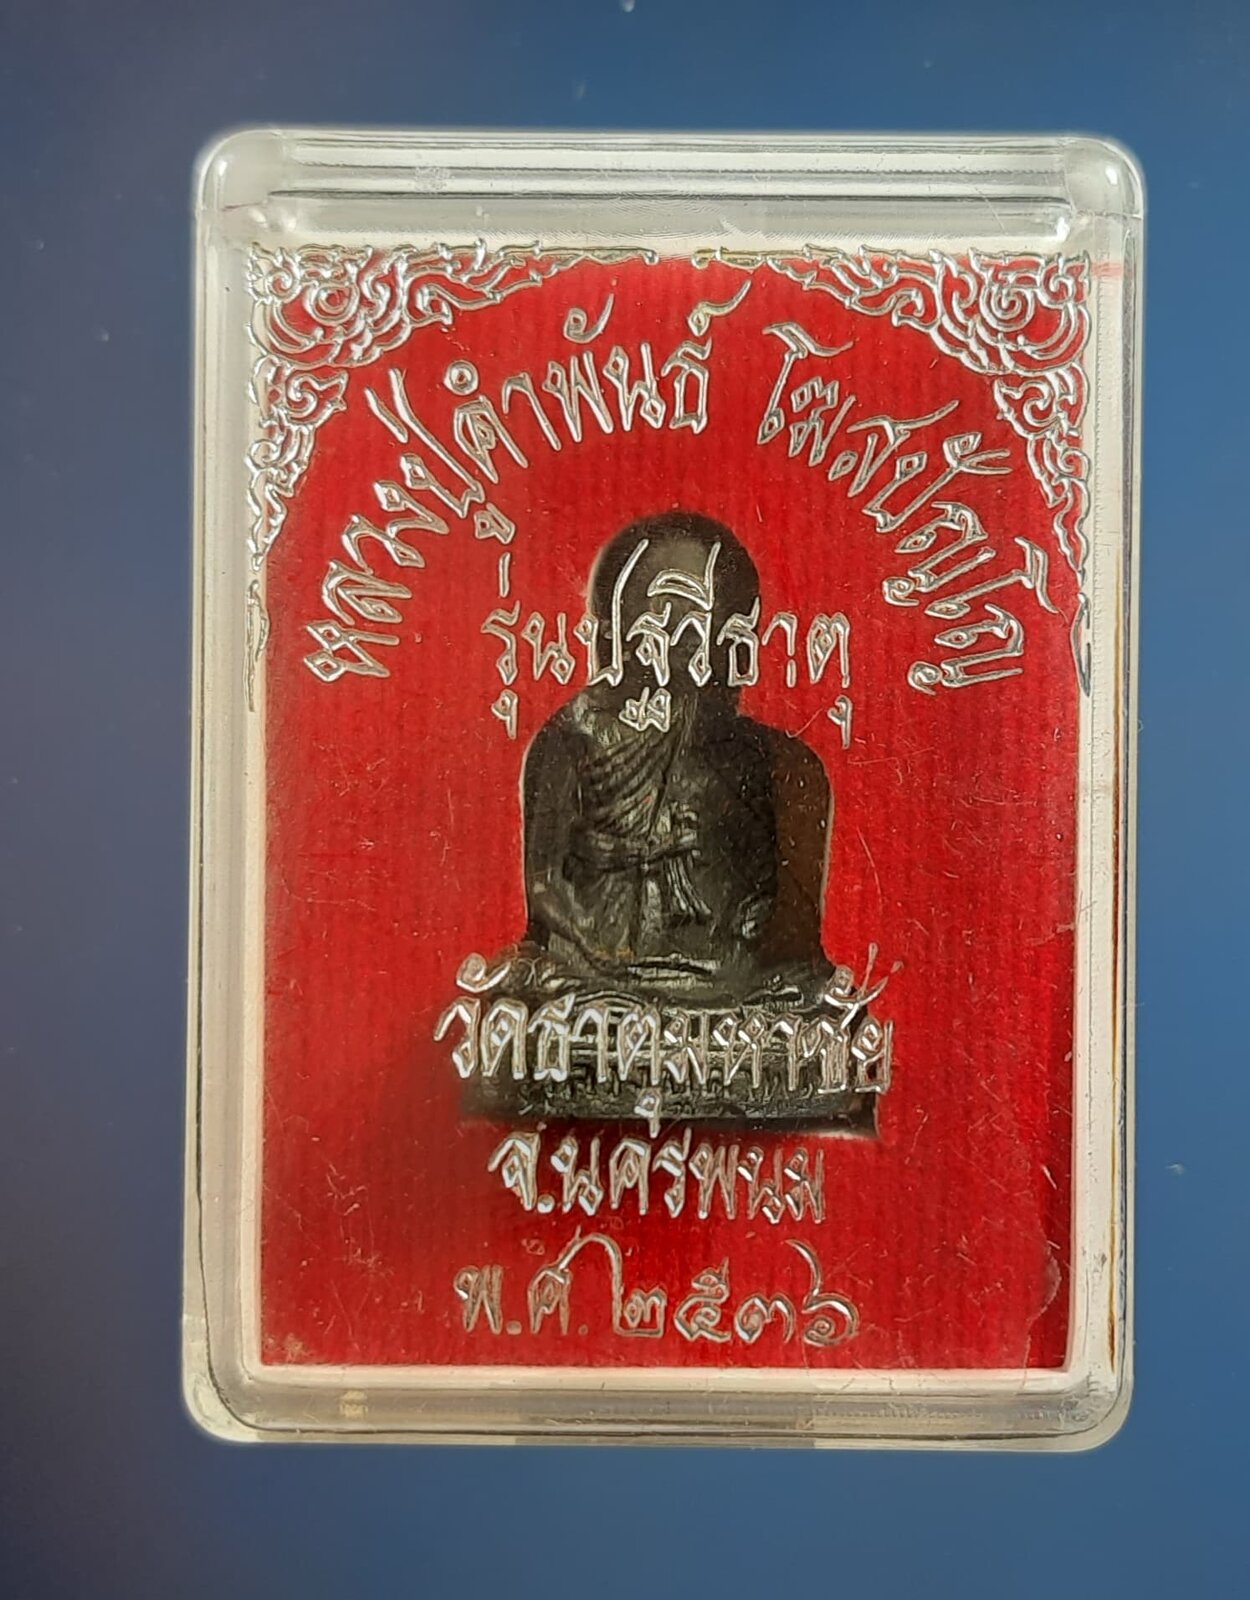 หลวงปู่คำพันธ์ โฆสปัญโญ
รุ่นปฐวีธาตุ
วัดธาตุมหาชัย
จ.นครพนม
พ.ศ.๒๕๓๖